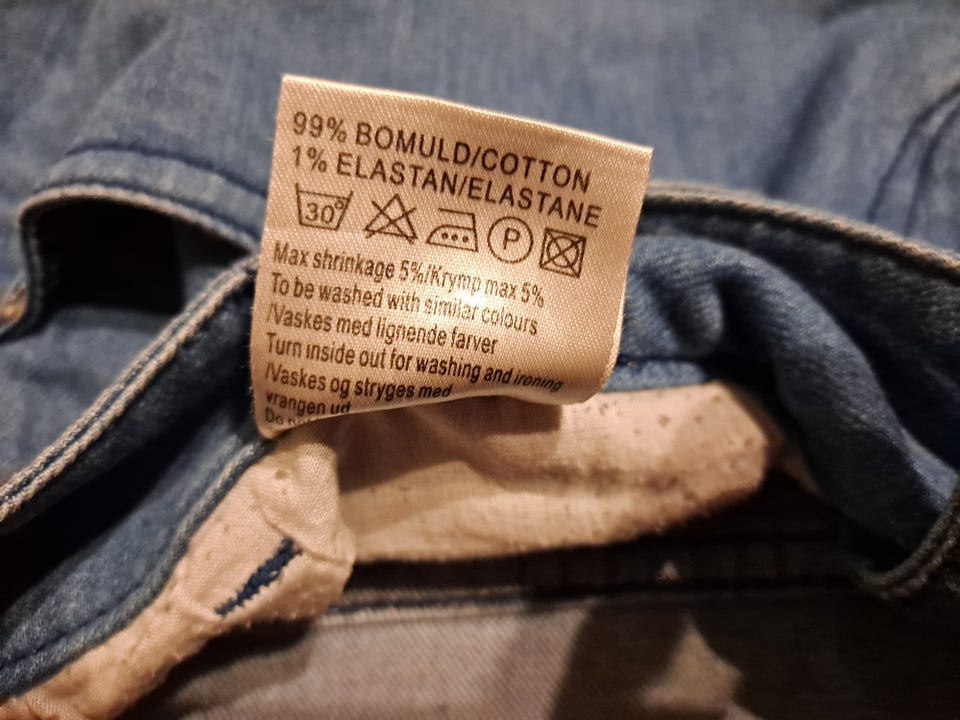 99% BOMULD/COTTON
1% ELASTAN/ELASTANE
30° P
Max shrinkage 5%/Krymp max 5%
To be washed with similar colours
/Vaskes med lignende farver
Turn inside out for washing and ironing
/Vaskes og stryges med
vrangen ud
Do